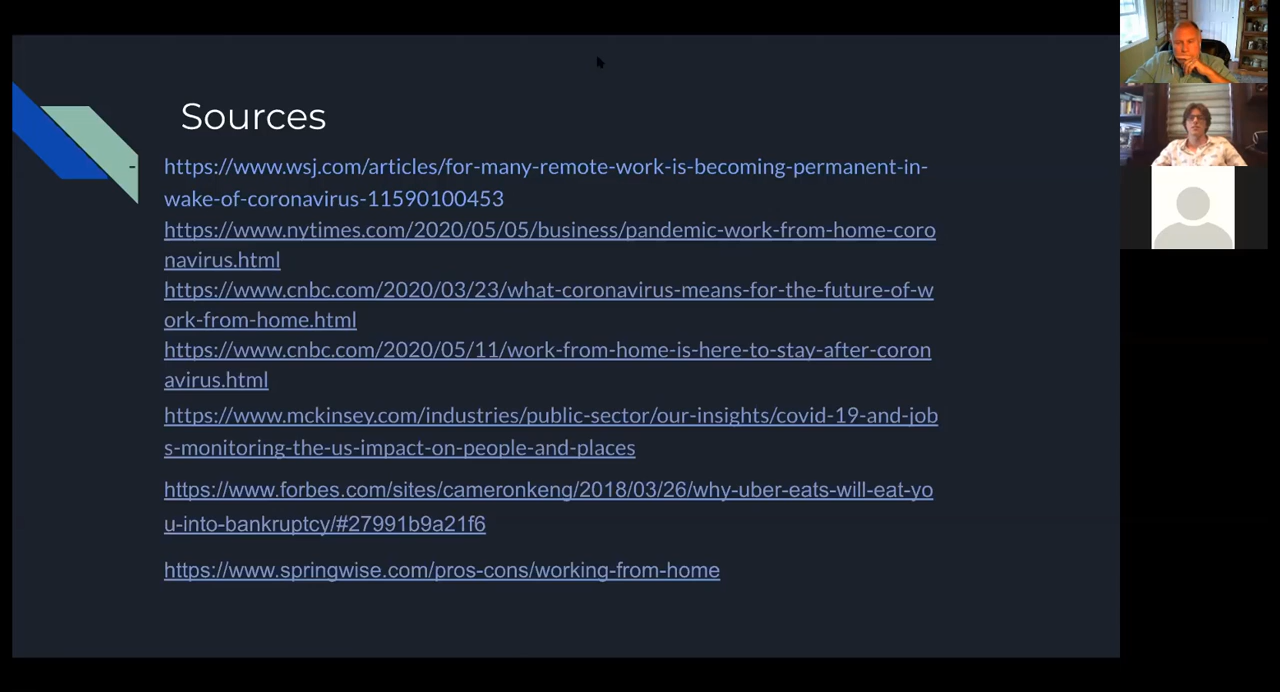 Sources
- https://www.wsj.com/articles/for-many-remote-work-is-becoming-permanent-in-
wake-of-coronavirus-11590100453
https://www.nytimes.com/2020/05/05/business/pandemic-work-from-home-coro
navirus.html
https://www.cnbc.com/2020/03/23/what-coronavirus-means-for-the-future-of-w
ork-from-home.html
https://www.cnbc.com/2020/05/11/work-from-home-is-here-to-stay-after-coron
avirus.html
https://www.mckinsey.com/industries/public-sector/our-insights/covid-19-and-job
s-monitoring-the-us-impact-on-people-and-places
https://www.forbes.com/sites/cameronkeng/2018/03/26/why-uber-eats-will-eat-yo
u-into-bankruptcy/#27991b9a21f6
https://www.springwise.com/pros-cons/working-from-home